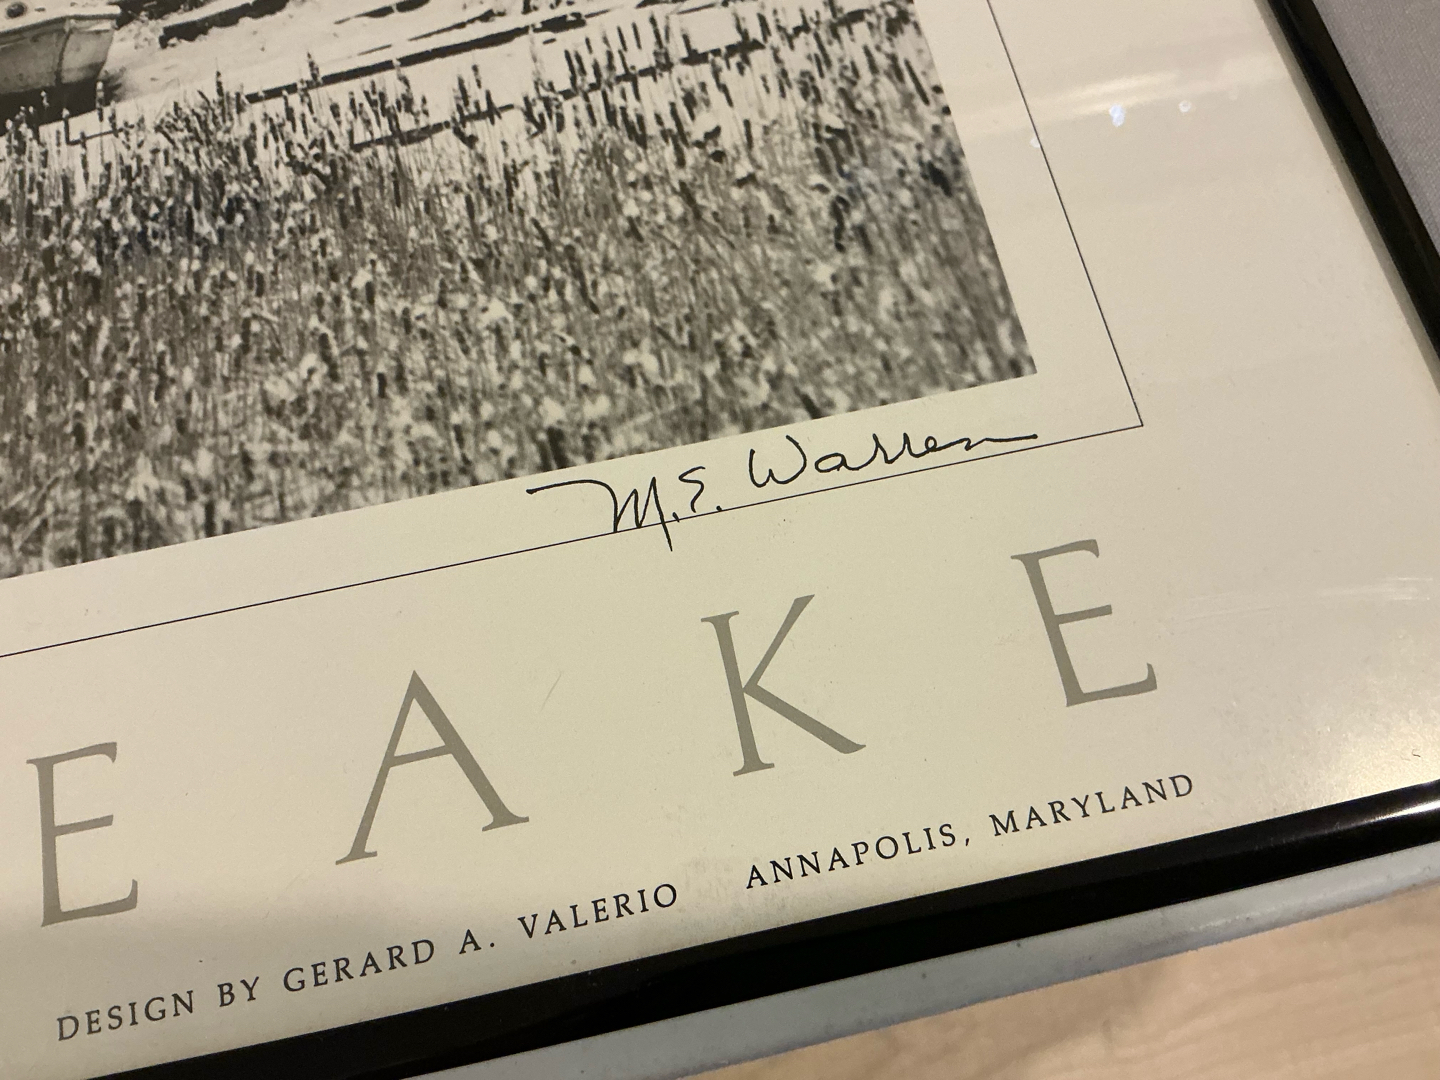 M.E. Warren
EAKE
DESIGN BY GERARD A. VALERIO ANNAPOLIS, MARYLAND